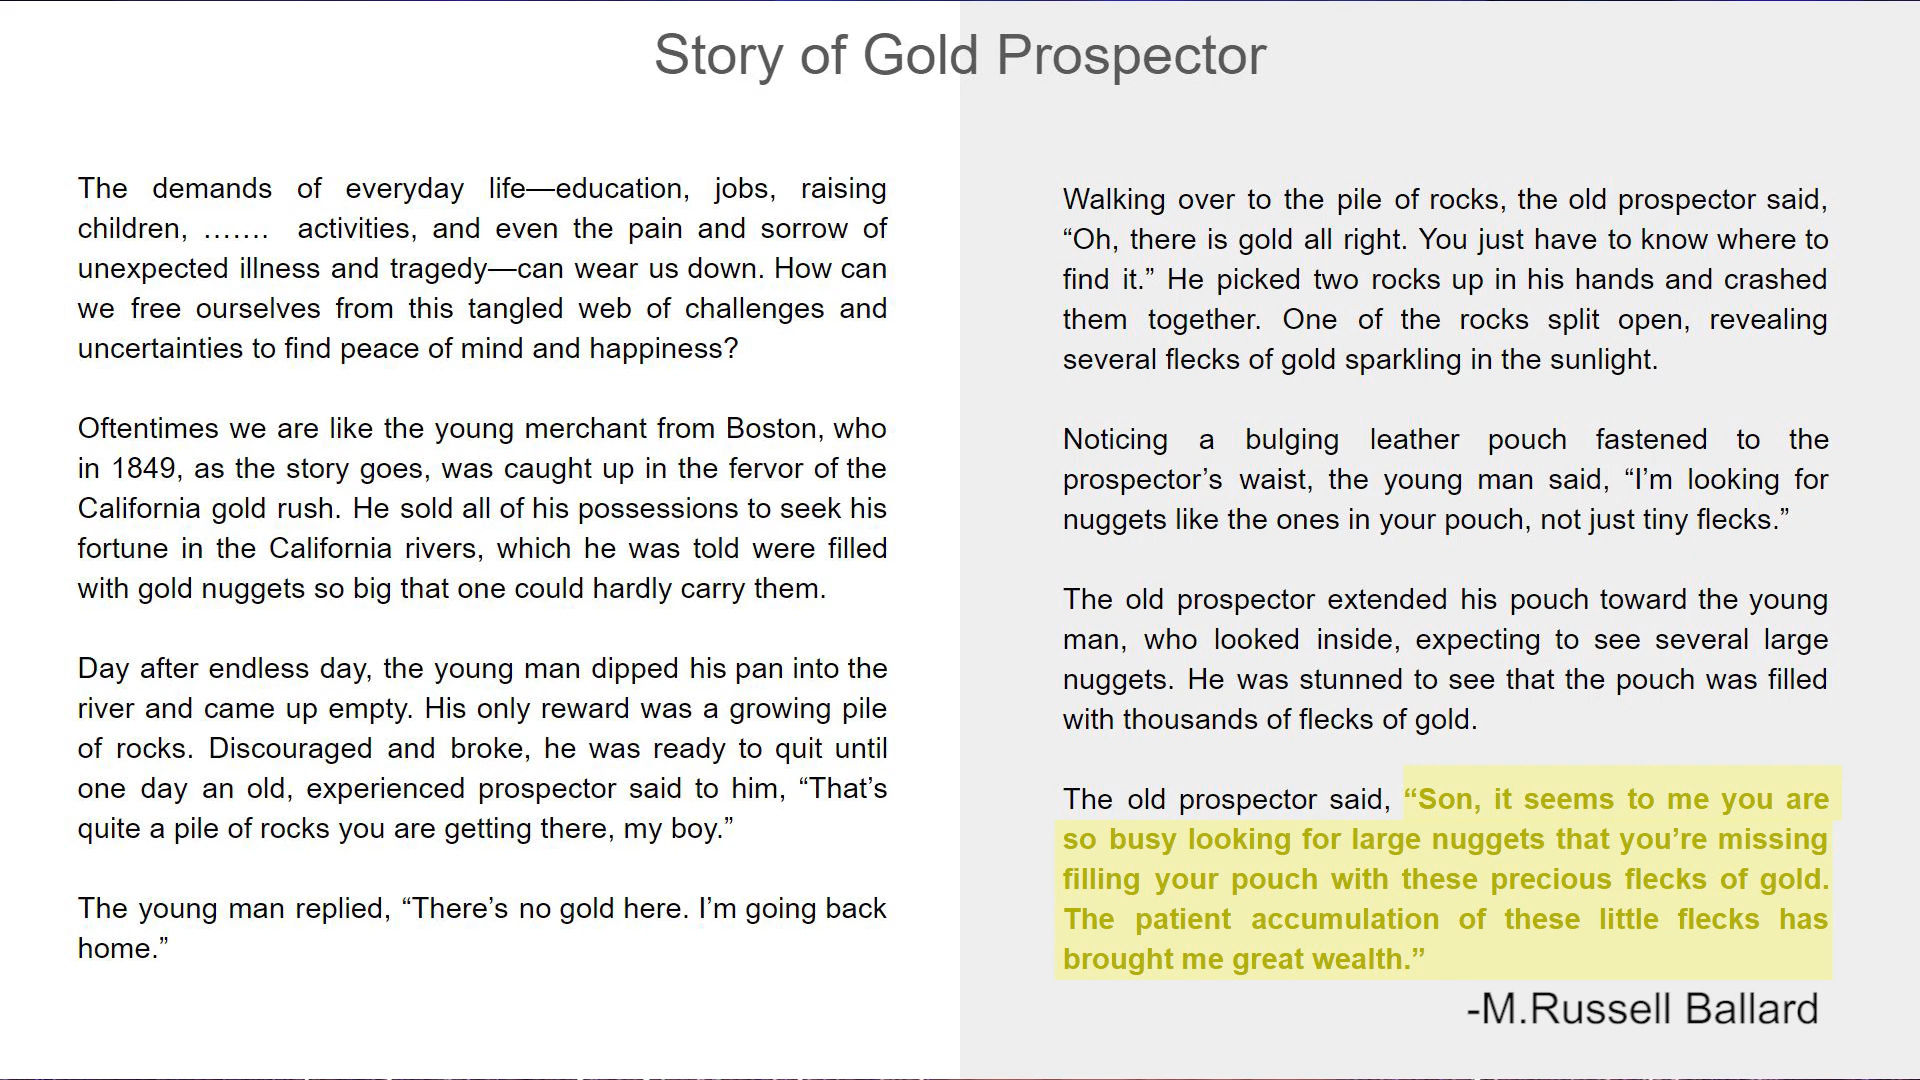 Story of Gold Prospector
The demands of everyday life—education, jobs, raising
children, ....... activities, and even the pain and sorrow of
unexpected illness and tragedy—can wear us down. How can
we free ourselves from this tangled web of challenges and
uncertainties to find peace of mind and happiness?
Oftentimes we are like the young merchant from Boston, who
in 1849, as the story goes, was caught up in the fervor of the
California gold rush. He sold all of his possessions to seek his
fortune in the California rivers, which he was told were filled
with gold nuggets so big that one could hardly carry them.
Day after endless day, the young man dipped his pan into the
river and came up empty. His only reward was a growing pile
of rocks. Discouraged and broke, he was ready to quit until
one day an old, experienced prospector said to him, “That’s
quite a pile of rocks you are getting there, my boy.”
The young man replied, “There’s no gold here. I’m going back
home.”
Walking over to the pile of rocks, the old prospector said,
“Oh, there is gold all right. You just have to know where to
find it.” He picked two rocks up in his hands and crashed
them together. One of the rocks split open, revealing
several flecks of gold sparkling in the sunlight.
Noticing a bulging leather pouch fastened to the
prospector’s waist, the young man said, “I’m looking for
nuggets like the ones in your pouch, not just tiny flecks.”
The old prospector extended his pouch toward the young
man, who looked inside, expecting to see several large
nuggets. He was stunned to see that the pouch was filled
with thousands of flecks of gold.
The old prospector said, “Son, it seems to me you are
so busy looking for large nuggets that you’re missing
filling your pouch with these precious flecks of gold.
The patient accumulation of these little flecks has
brought me great wealth.”
-M.Russell Ballard